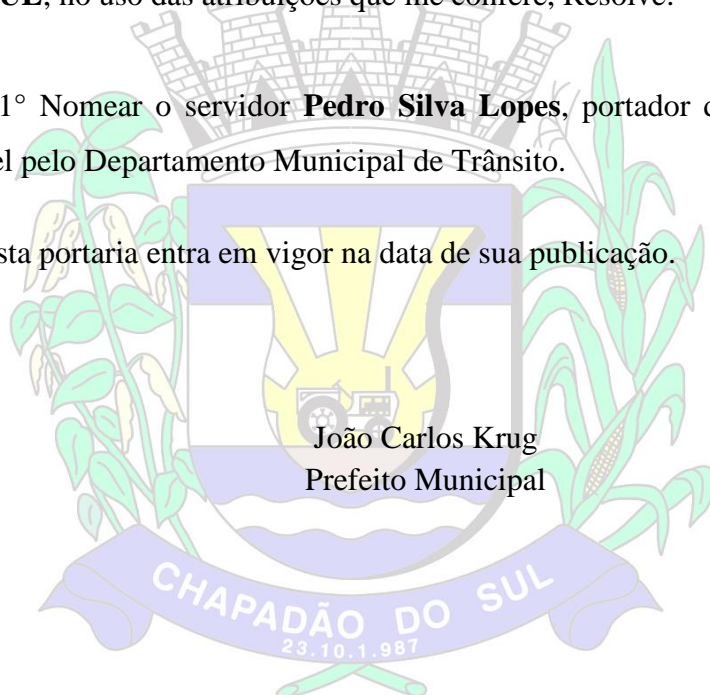 UL, no uso das atribuições que me confere, Resolve:
1° Nomear o servidor Pedro Silva Lopes, portador
el pelo Departamento Municipal de Trânsito.
sta portaria entra em vigor na data de sua publicação.
João Carlos Krug
Prefeito Municipal
CHAPADÃO DO SUL
23.10.1.987